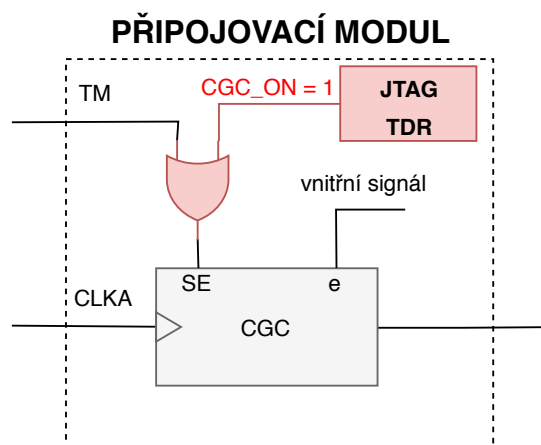 PŘIPOJOVACÍ MODUL
TM
CGC_ON = 1
JTAG
TDR
vnitřní signál
SE
e
CLKA
CGC